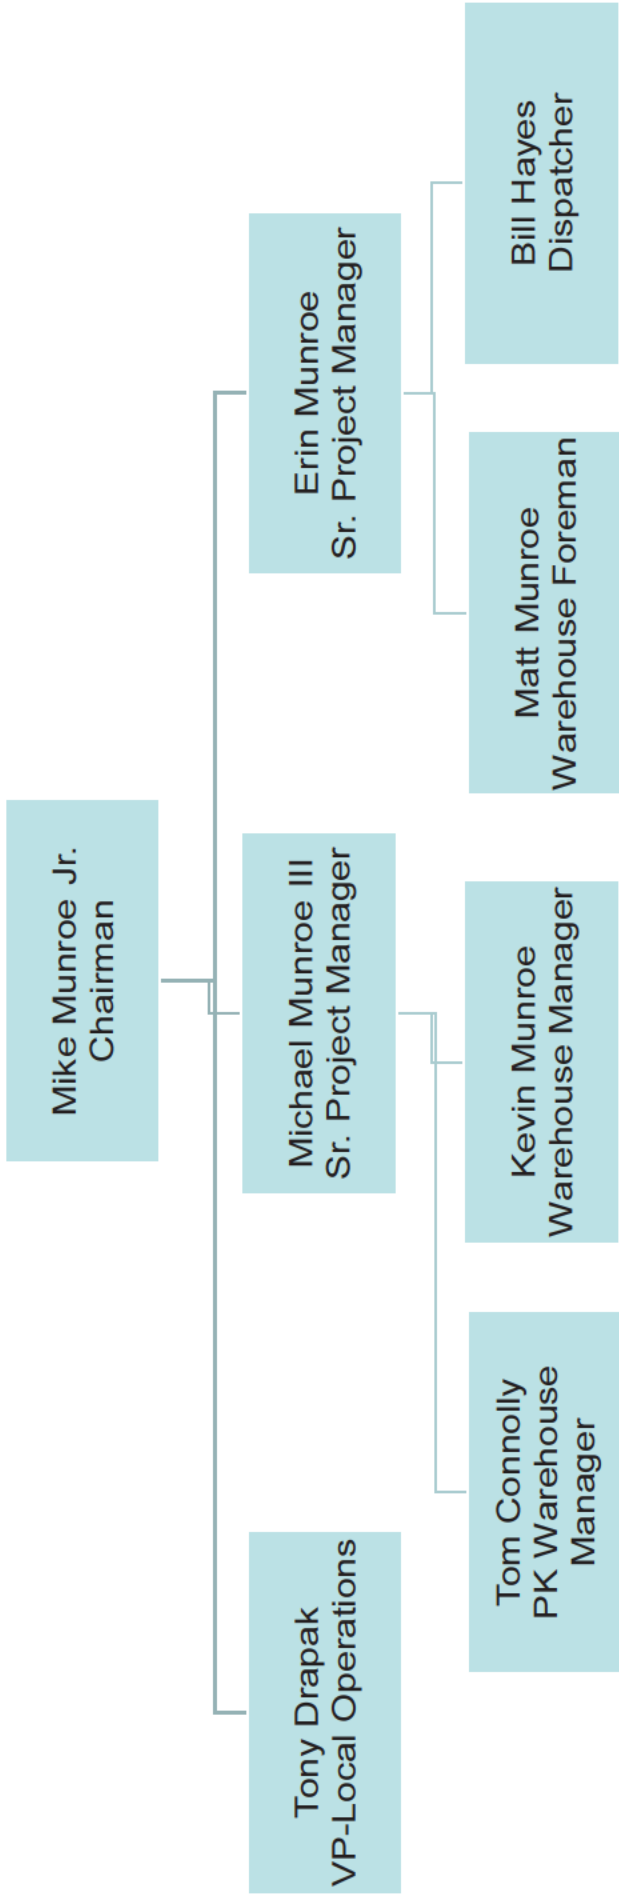 Mike Munroe Jr.
Chairman
Tony Drapak
VP-Local Operations
Michael Munroe III
Sr. Project Manager
Erin Munroe
Sr. Project Manager
Tom Connolly
PK Warehouse
Manager
Kevin Munroe
Warehouse Manager
Matt Munroe
Warehouse Foreman
Bill Hayes
Dispatcher